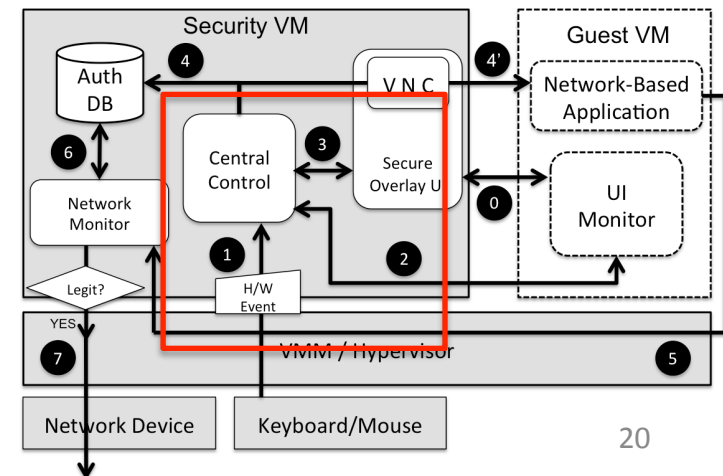 Security VM
Guest VM
4
4’
Auth
DB
V N C
Network-Based
Application
6
3
Central
Control
Secure
Overlay U
0
UI
Monitor
Network
Monitor
1
2
Legit?
H/W
Event
YES
7
VMM / Hypervisor
5
Network Device
Keyboard/Mouse
20